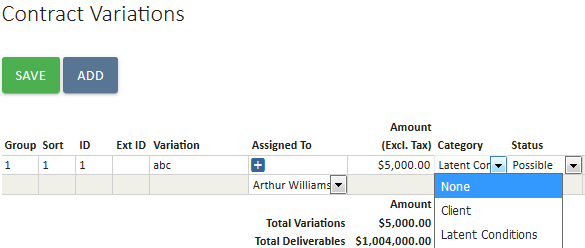 Contract Variations
SAVE ADD
Amount
Group Sort ID Ext ID Variation Assigned To (Excl. Tax) Category Status
1 1 1 abc + $5,000.00 Latent Cor Possible
Arthur Williams
None
Amount
Client
Total Variations $5,000.00
Latent Conditions
Total Deliverables $1,004,000.00